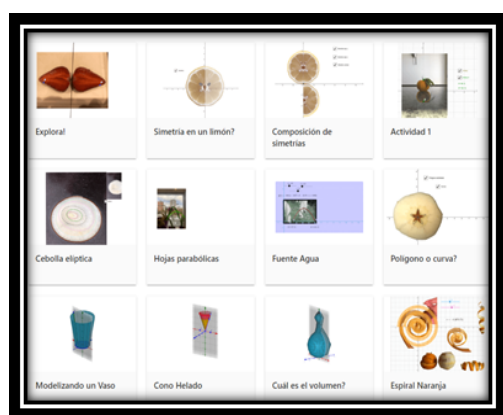 Explora!
Simetría en un limón?
Composición de
simetrías
Actividad 1
Cebolla elíptica
Hojas parabólicas
Fuente Agua
Polígono o curva?
Modelizando un Vaso
Cono Helado
Cuál es el volumen?
Espiral Naranja